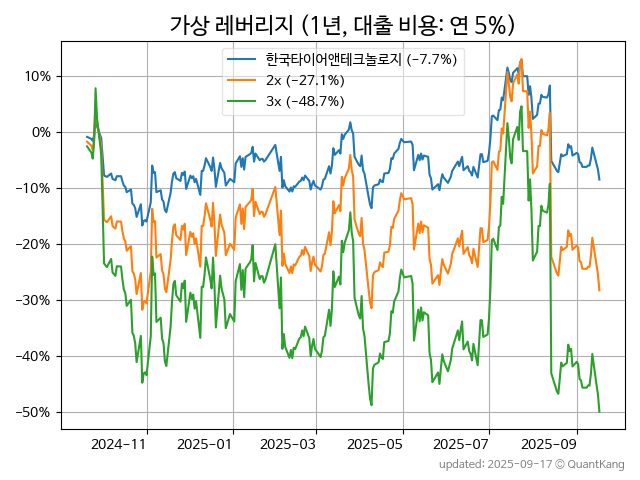 가상 레버리지 (1년, 대출 비용: 연 5%)
한국타이어앤테크놀로지 (−7.7%)
2x (−27.1%)
3x (−48.7%)
10%
0%
−10%
−20%
−30%
−40%
−50%
2024-11 2025-01 2025-03 2025-05 2025-07 2025-09
updated: 2025-09-17 © QuantKang